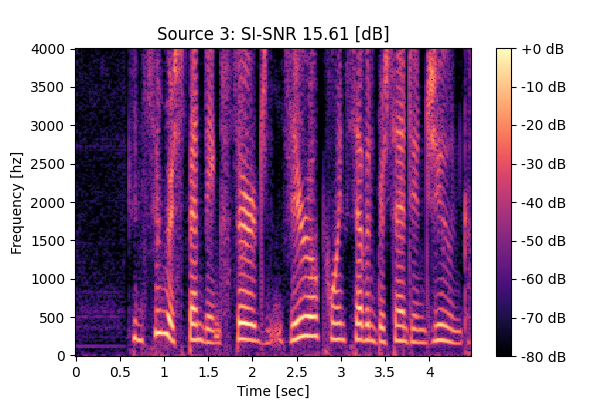 Source 3: SI-SNR 15.61 [dB]
4000
3500
3000
2500
2000
1500
1000
500
0
Frequency [hz]
0 0.5 1 1.5 2 2.5 3 3.5 4
Time [sec]
+0 dB
-10 dB
-20 dB
-30 dB
-40 dB
-50 dB
-60 dB
-70 dB
-80 dB